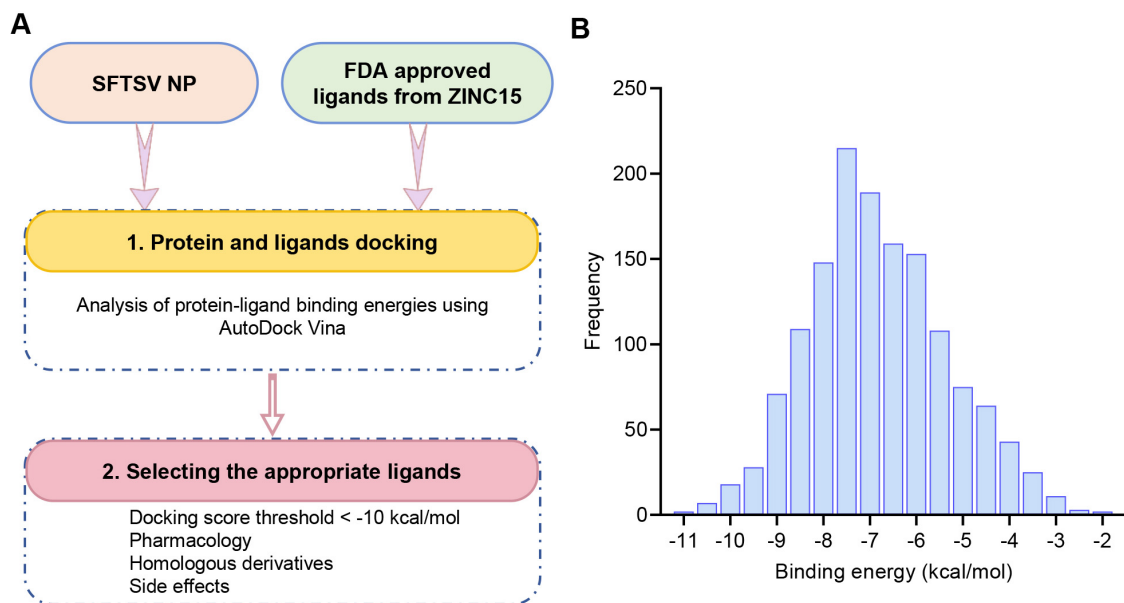 A
SFTSV NP
FDA approved
ligands from ZINC15
1. Protein and ligands docking
Analysis of protein-ligand binding energies using
AutoDock Vina
2. Selecting the appropriate ligands
Docking score threshold < -10 kcal/mol
Pharmacology
Homologous derivatives
Side effects
B
Frequency
250
200
150
100
50
0
-11 -10 -9 -8 -7 -6 -5 -4 -3 -2
Binding energy (kcal/mol)